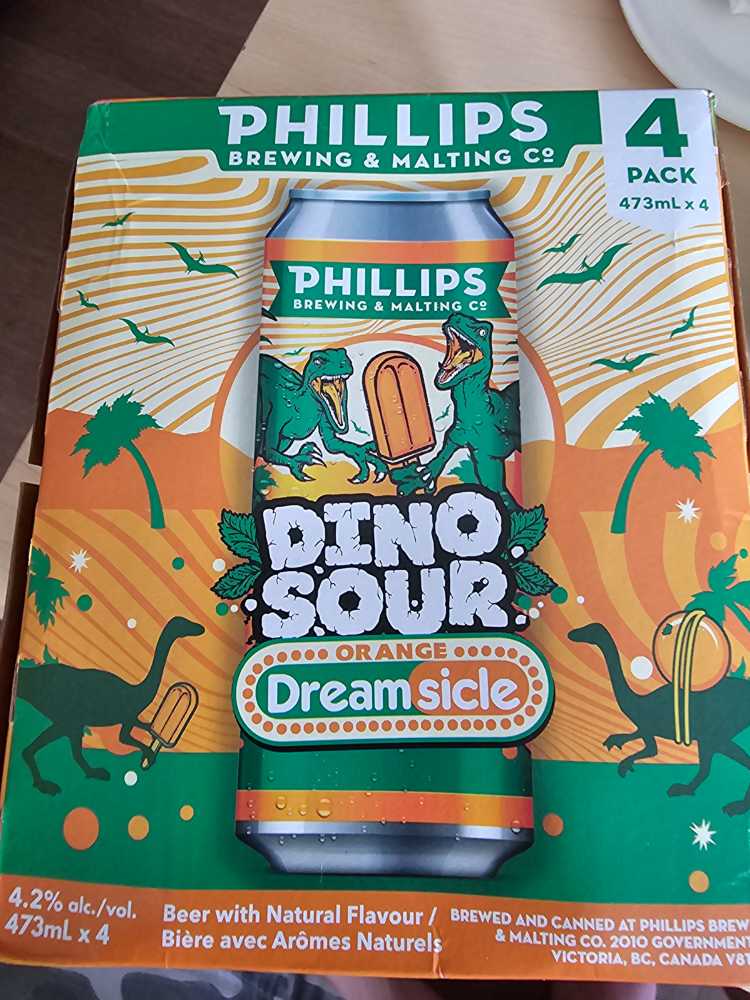 PHILLIPS
BREWING & MALTING Cº
4
PACK
473mL x 4
PHILLIPS
BREWING & MALTING Cº
DINO
SOUR
ORANGE
Dreamsicle
4.2% alc./vol.
473mL x 4
Beer with Natural Flavour /
Bière avec Arômes Naturels
BREWED AND CANNED AT PHILLIPS BREW
& MALTING CO. 2010 GOVERNMENT
VICTORIA, BC, CANADA V8T